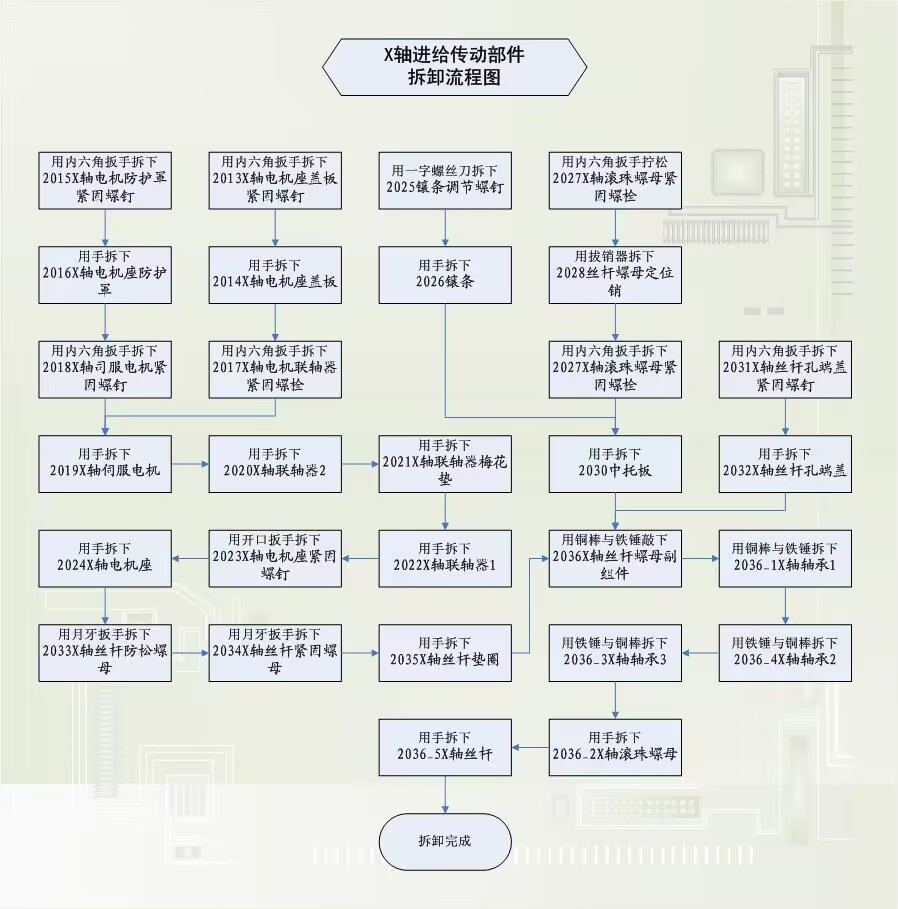 X轴进给传动部件
拆卸流程图
用内六角扳手拆下
2015X轴电机防护罩
紧固螺钉
用内六角扳手拆下
2013X轴电机座盖板
紧固螺钉
用一字螺丝刀拆下
2025镶条调节螺钉
用内六角扳手拧松
2027X轴滚珠螺母紧
固螺栓
用手拆下
2016X轴电机座防护
罩
用手拆下
2014X轴电机座盖板
用手拆下
2026镶条
用拔销器拆下
2028丝杆螺母定位
销
用内六角扳手拆下
2018X轴伺服电机紧
固螺钉
用内六角扳手拆下
2017X轴电机联轴器
紧固螺栓
用内六角扳手拆下
2027X轴滚珠螺母紧
固螺栓
用内六角扳手拆下
2031X轴丝杆孔端盖
紧固螺钉
用手拆下
2019X轴伺服电机
用手拆下
2020X轴联轴器2
用手拆下
2021X轴联轴器梅花
垫
用手拆下
2030中托板
用手拆下
2032X轴丝杆孔端盖
用手拆下
2024X轴电机座
用开口扳手拆下
2023X轴电机座紧固
螺钉
用手拆下
2022X轴联轴器1
用铜棒与铁锤敲下
2036X轴丝杆螺母副
组件
用铜棒与铁锤拆下
2036_1X轴轴承1
用月牙扳手拆下
2033X轴丝杆防松螺
母
用月牙扳手拆下
2034X轴丝杆紧固螺
母
用手拆下
2035X轴丝杆垫圈
用铁锤与铜棒拆下
2036_3X轴轴承3
用铁锤与铜棒拆下
2036_4X轴轴承2
用手拆下
2036_5X轴丝杆
用手拆下
2036_2X轴滚珠螺母
拆卸完成